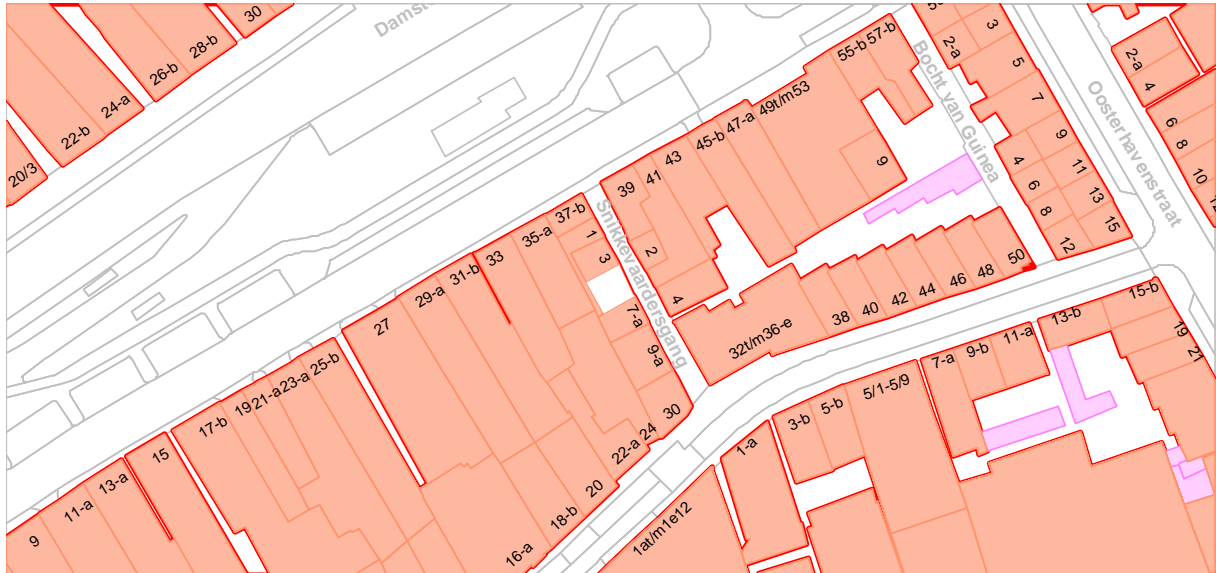 30
28-b
26-b
24-a
22-b
20/3
Damst
Bocht van Guinea
Oosterhavenstraat
Snikkevaardersgang
57-b
55-b
49t/m53
47-a
45-b
43
41
39
2
4
9
37-b
1
3
7-a
9-a
35-a
33
31-b
29-a
27
25-b
23-a
21-a
19
17-b
15
13-a
11-a
9
30
24
22-a
20
18-b
16-a
2-a
3
5
7
9
11
13
15
4
6
8
12
2-a
4
6
8
10
32t/m36-e
38
40
42
44
46
48
50
15-b
13-b
11-a
9-b
7-a
19
21
5/1-5/9
5-b
3-b
1-a
1at/m1e12